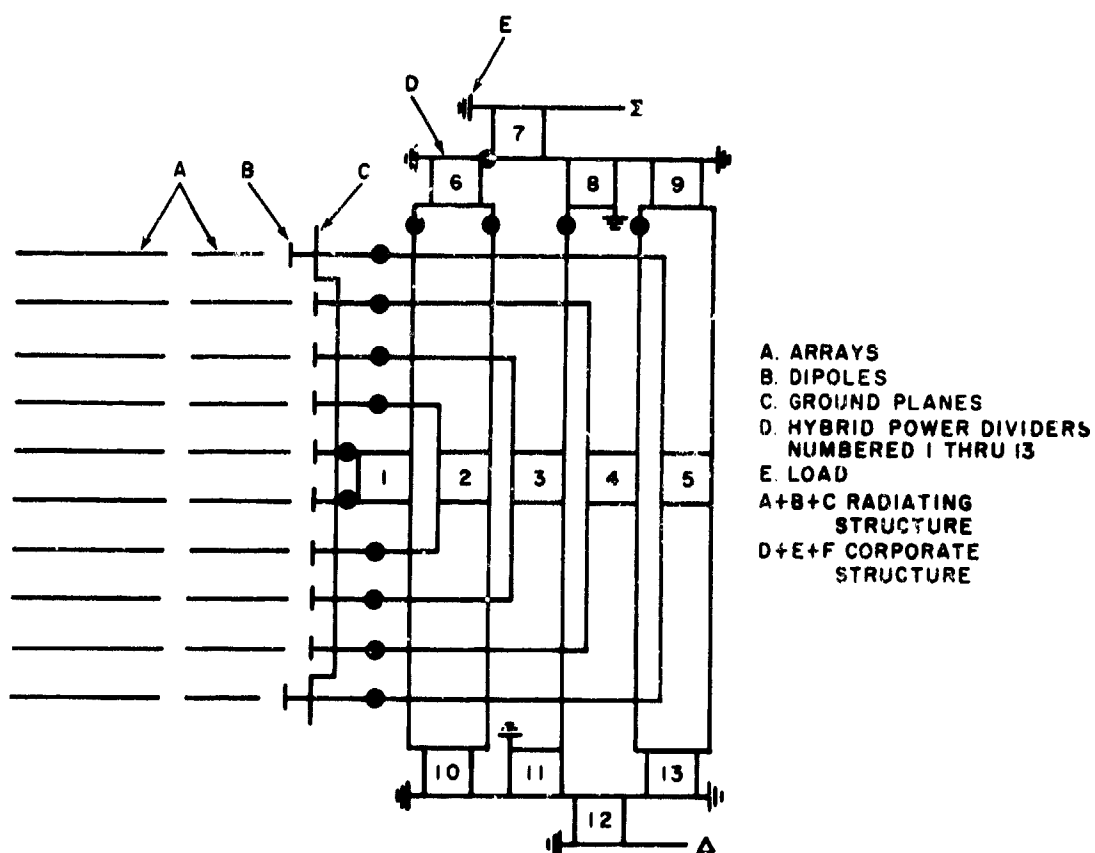 E
D
Σ
7
A
B
C
6
8
9
1
2
3
4
5
A. ARRAYS
B. DIPOLES
C. GROUND PLANES
D. HYBRID POWER DIVIDERS
NUMBERED 1 THRU 13
E. LOAD
A+B+C RADIATING
STRUCTURE
D+E+F CORPORATE
STRUCTURE
10
11
13
12
Δ